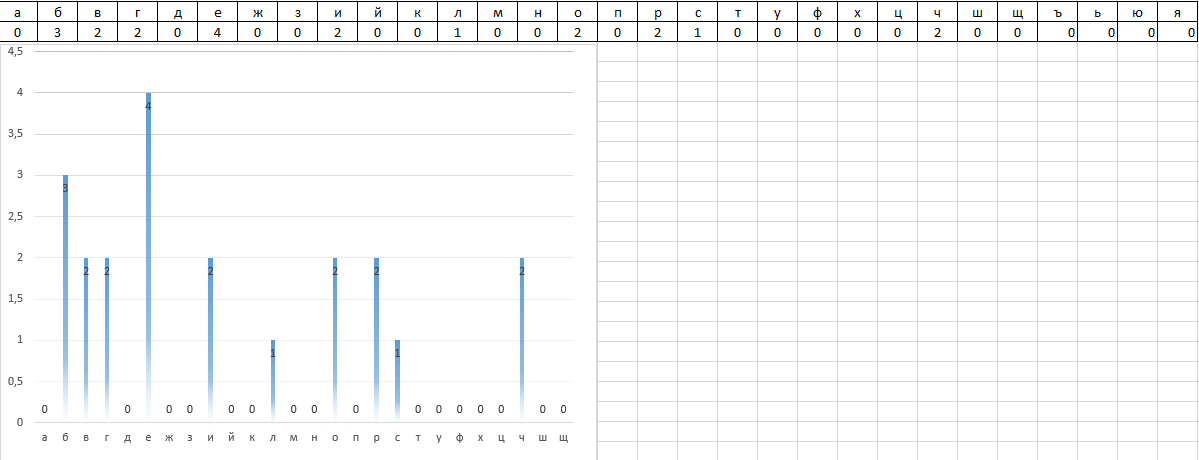 а б в г д е ж з и й к л м н о п р с т у ф х ц ч ш щ ъ ь ю я
0 3 2 2 0 4 0 0 2 0 0 1 0 0 2 0 2 1 0 0 0 0 0 2 0 0 0 0 0 0
4,5
4
4
3,5
3
3
2,5
2
2 2 2 2 2 2
1,5
1
1 1
0,5
0 0 0 0 0 0 0 0 0 0 0 0 0 0 0 0
0
а б в г д е ж з и й к л м н о п р с т у ф х ц ч ш щ